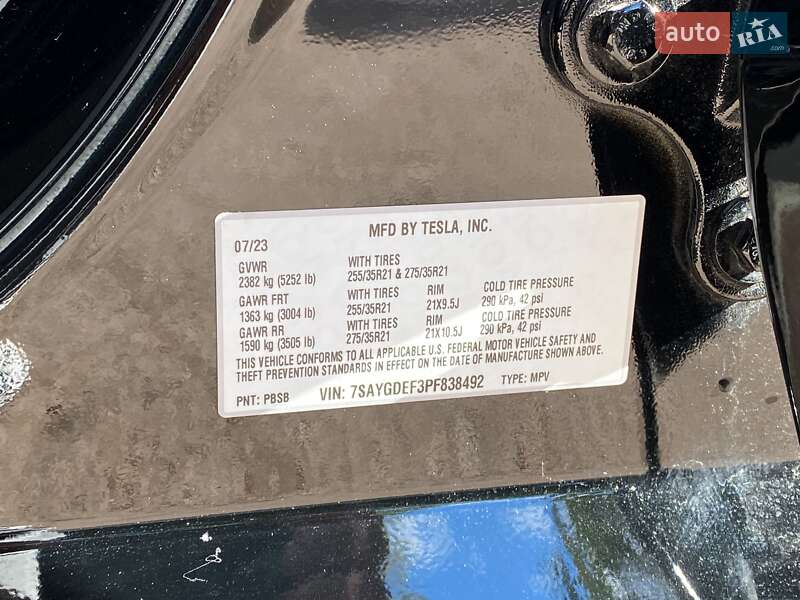 auto RIA .com
MFD BY TESLA, INC.
07/23
GVWR WITH TIRES
2382 kg (5252 lb) 255/35R21 & 275/35R21
GAWR FRT WITH TIRES RIM COLD TIRE PRESSURE
1363 kg (3004 lb) 255/35R21 21X9.5J 290 kPa, 42 psi
GAWR RR WITH TIRES RIM COLD TIRE PRESSURE
1590 kg (3505 lb) 275/35R21 21X10.5J 290 kPa, 42 psi
THIS VEHICLE CONFORMS TO ALL APPLICABLE U.S. FEDERAL MOTOR VEHICLE SAFETY AND
THEFT PREVENTION STANDARDS IN EFFECT ON THE DATE OF MANUFACTURE SHOWN ABOVE.
PNT: PBSB VIN: 7SAYGDEF3PF838492 TYPE: MPV